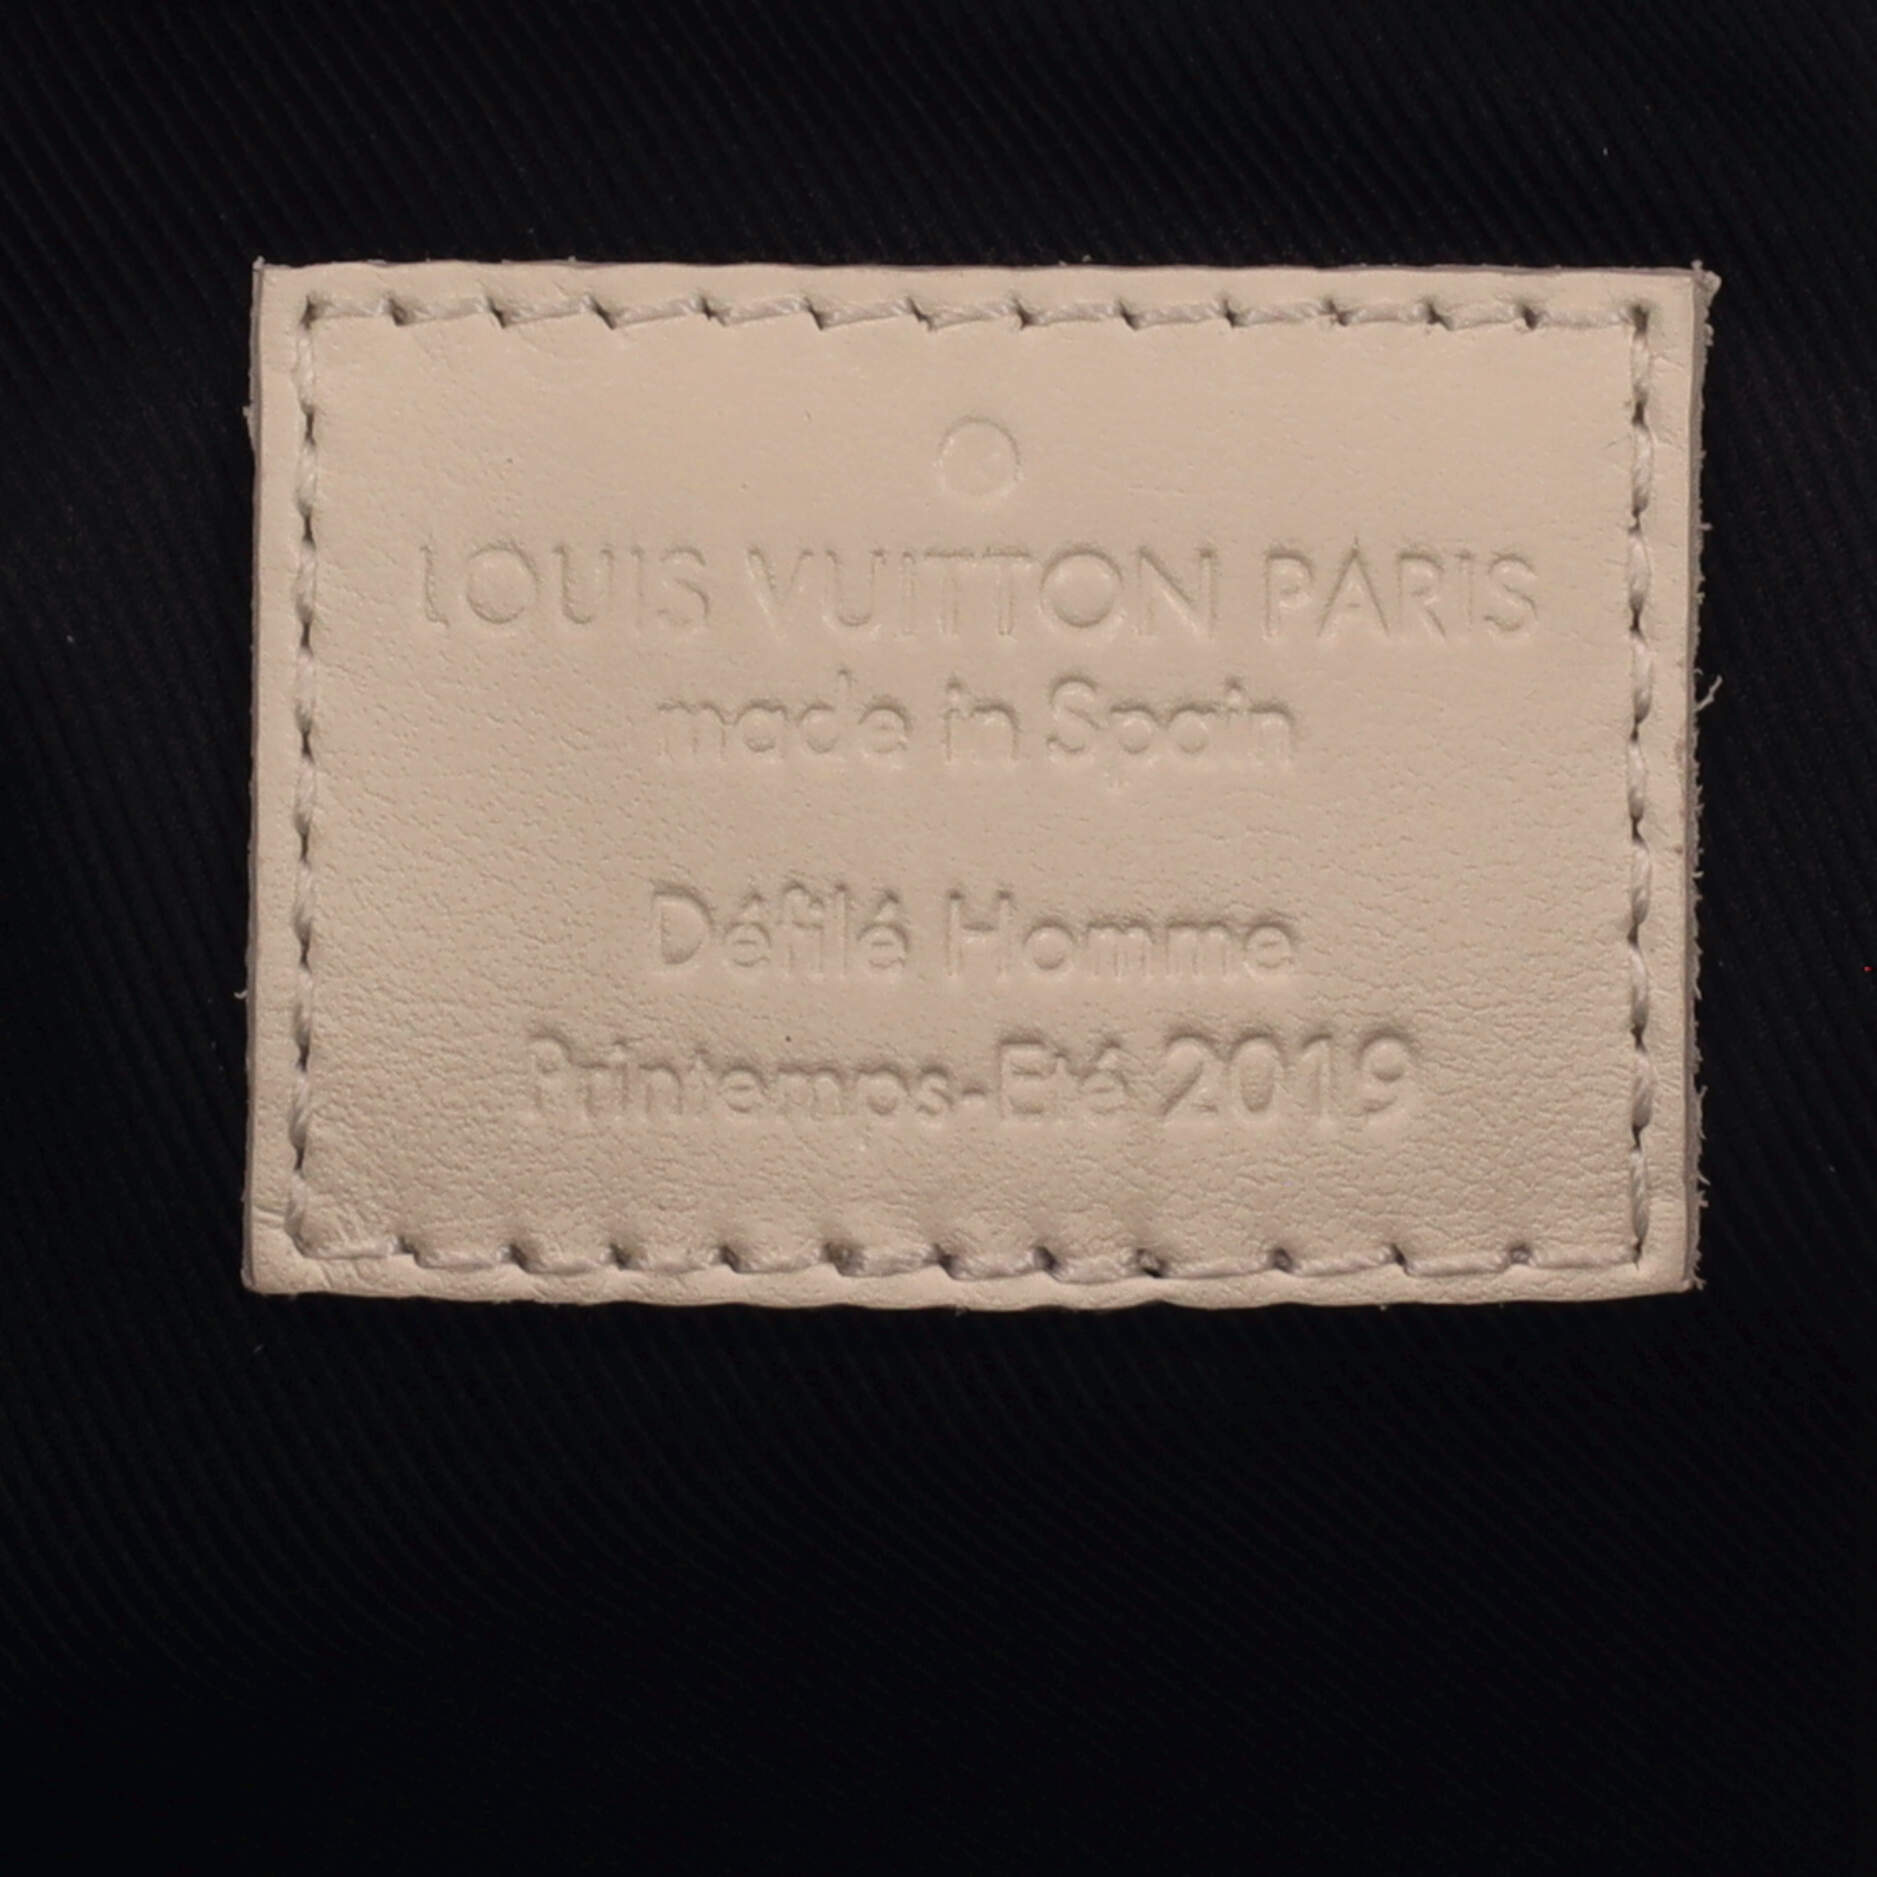 LOUIS VUITTON PARIS
made in Spain
Défilé Homme
Printemps-Eté 2019